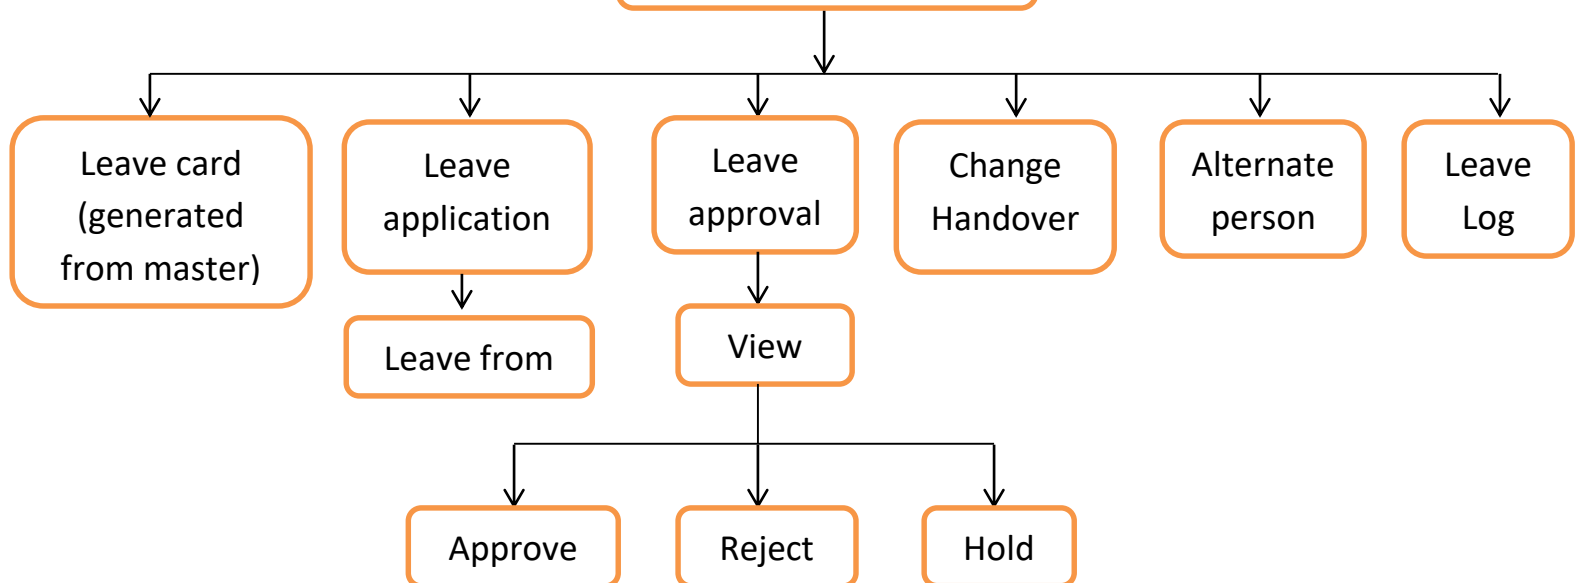 Leave card
(generated
from master)
Leave
application
Leave
approval
Change
Handover
Alternate
person
Leave
Log
Leave from
View
Approve
Reject
Hold